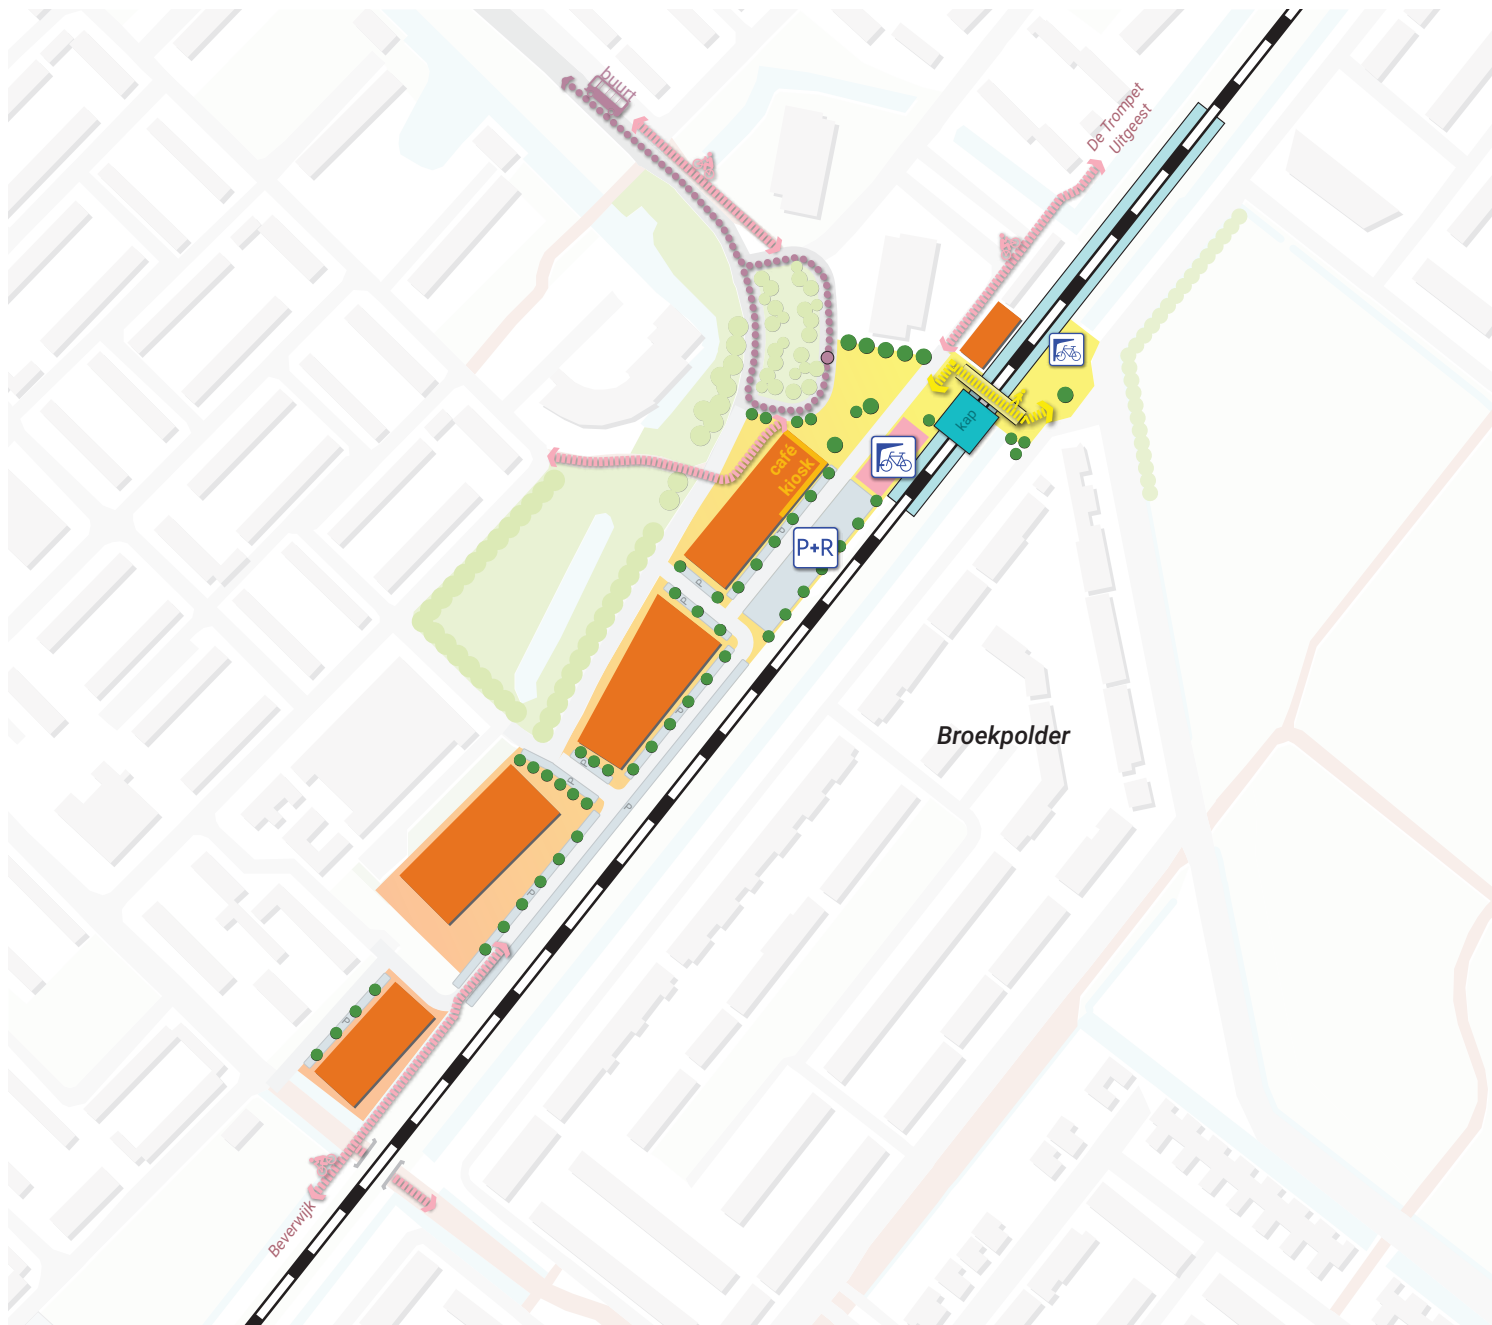 buurt
De Trompet
Uitgeest
kap
café
kiosk
P
P+R
P
P
P
P
P
P
P
Broekpolder
P
Beverwijk